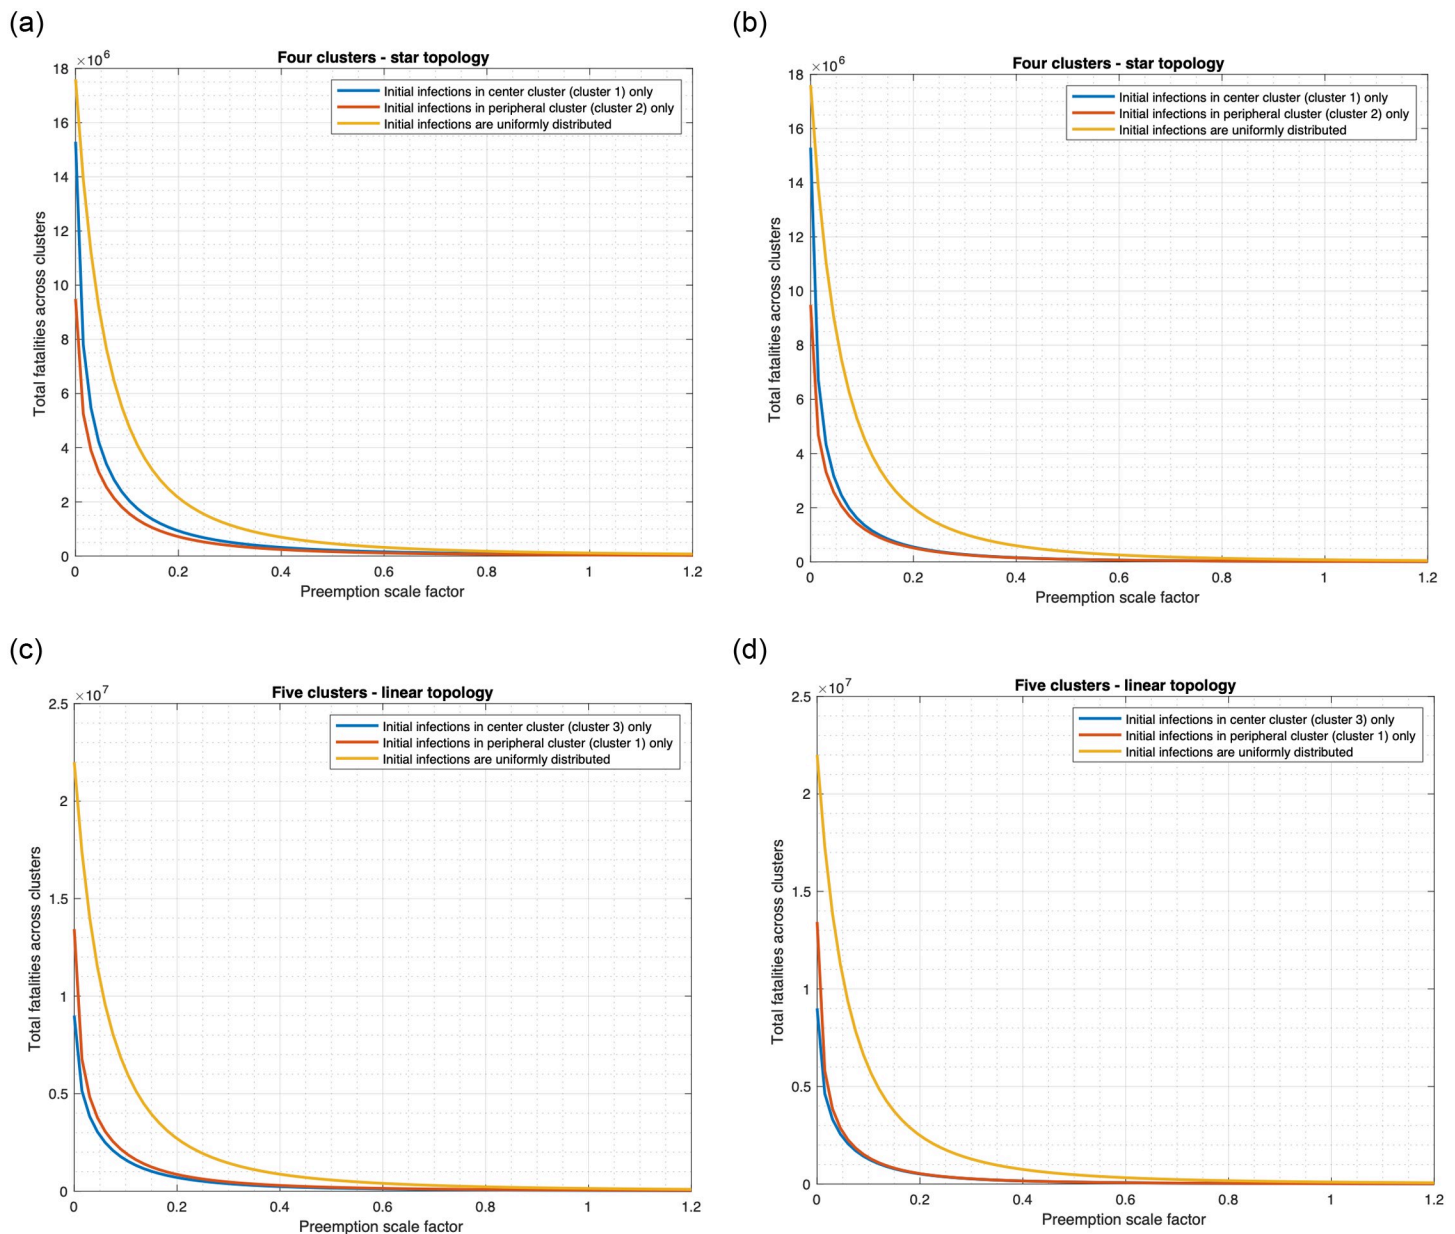 (a)
Four clusters - star topology
×10⁶
18
16
14
12
10
8
6
4
2
0
0 0.2 0.4 0.6 0.8 1 1.2
Total fatalities across clusters
Preemption scale factor
Initial infections in center cluster (cluster 1) only
Initial infections in peripheral cluster (cluster 2) only
Initial infections are uniformly distributed
(b)
Four clusters - star topology
×10⁶
18
16
14
12
10
8
6
4
2
0
0 0.2 0.4 0.6 0.8 1 1.2
Total fatalities across clusters
Preemption scale factor
Initial infections in center cluster (cluster 1) only
Initial infections in peripheral cluster (cluster 2) only
Initial infections are uniformly distributed
(c)
Five clusters - linear topology
×10⁷
2.5
2
1.5
1
0.5
0
0 0.2 0.4 0.6 0.8 1 1.2
Total fatalities across clusters
Preemption scale factor
Initial infections in center cluster (cluster 3) only
Initial infections in peripheral cluster (cluster 1) only
Initial infections are uniformly distributed
(d)
Five clusters - linear topology
×10⁷
2.5
2
1.5
1
0.5
0
0 0.2 0.4 0.6 0.8 1 1.2
Total fatalities across clusters
Preemption scale factor
Initial infections in center cluster (cluster 3) only
Initial infections in peripheral cluster (cluster 1) only
Initial infections are uniformly distributed